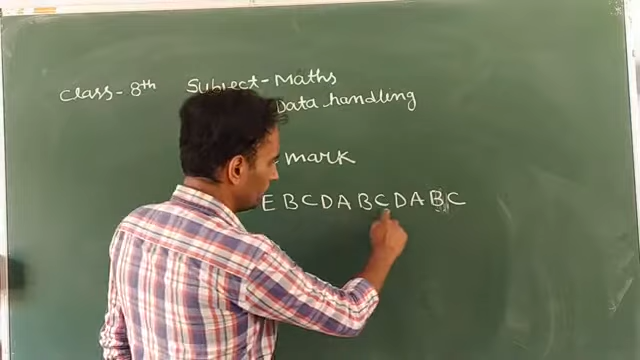 Class - 8th Subject - Maths
Data handling
mark
E B C D A B C D A B C